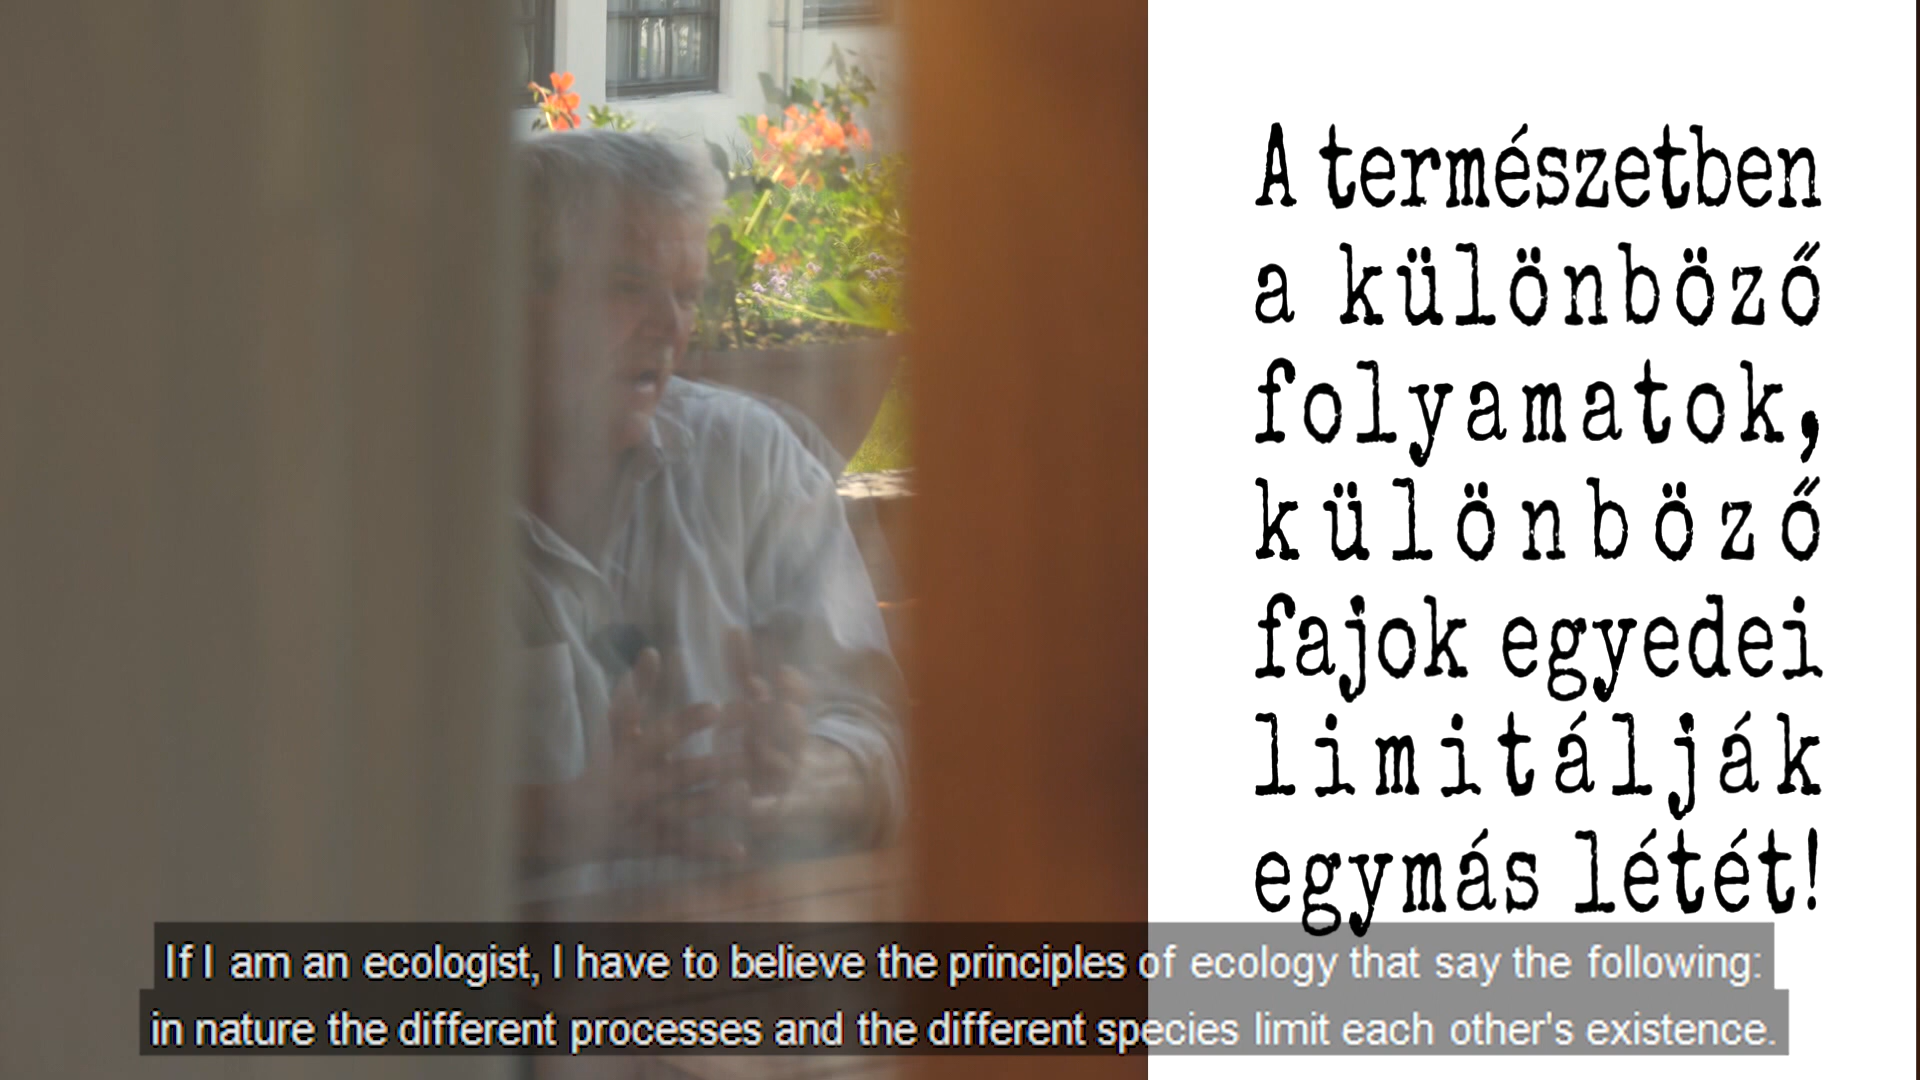 A természetben
a különböző
folyamatok,
különböző
fajok egyedei
limitálják
egymás létét!
If I am an ecologist, I have to believe the principles of ecology that say the following:
in nature the different processes and the different species limit each other's existence.